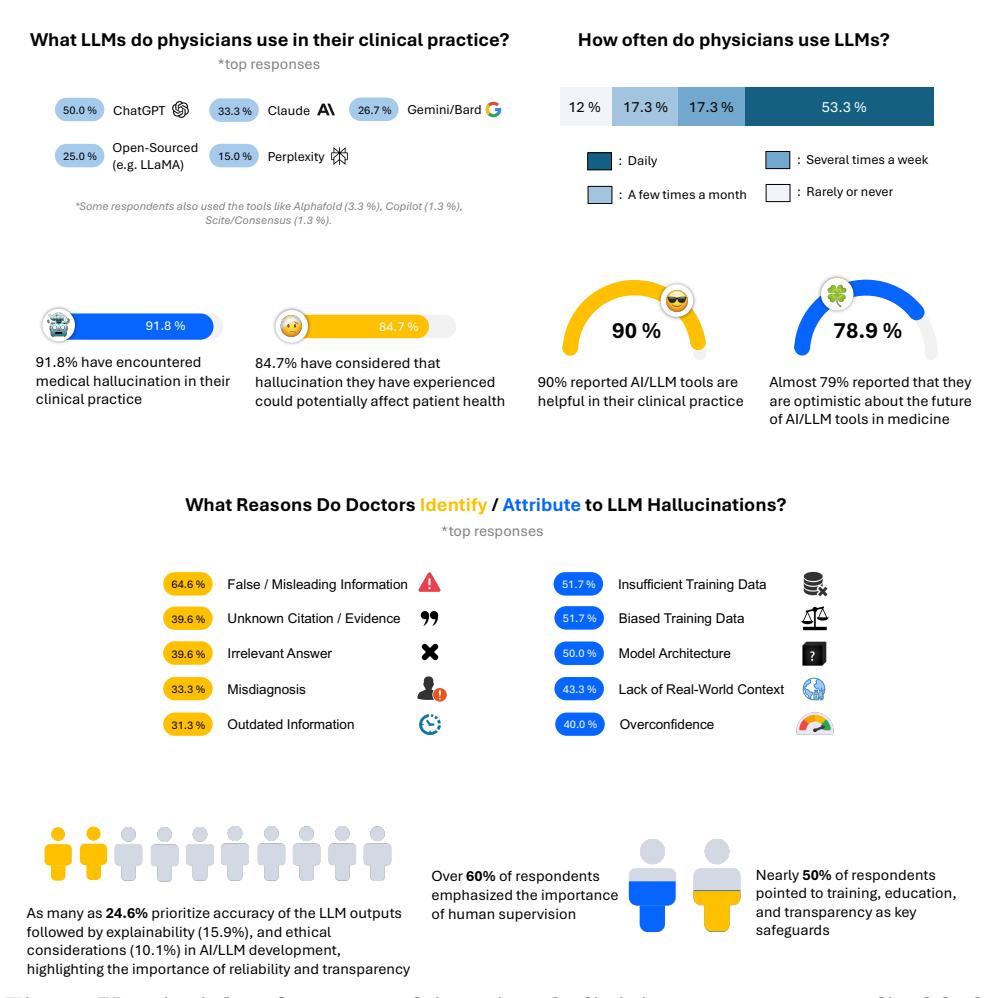 What LLMs do physicians use in their clinical practice?
*top responses
50.0 % ChatGPT 33.3 % Claude 26.7 % Gemini/Bard
25.0 % Open-Sourced
(e.g. LLaMA) 15.0 % Perplexity
*Some respondents also used the tools like Alphafold (3.3 %), Copilot (1.3 %),
Scite/Consensus (1.3 %).
How often do physicians use LLMs?
12 % 17.3 % 17.3 % 53.3 %
: Daily : Several times a week
: A few times a month : Rarely or never
91.8 %
91.8% have encountered
medical hallucination in their
clinical practice
84.7 %
84.7% have considered that
hallucination they have experienced
could potentially affect patient health
90 %
90% reported AI/LLM tools are
helpful in their clinical practice
78.9 %
Almost 79% reported that they
are optimistic about the future
of AI/LLM tools in medicine
What Reasons Do Doctors Identify / Attribute to LLM Hallucinations?
*top responses
64.6 % False / Misleading Information
39.6 % Unknown Citation / Evidence
39.6 % Irrelevant Answer
33.3 % Misdiagnosis
31.3 % Outdated Information
51.7 % Insufficient Training Data
51.7 % Biased Training Data
50.0 % Model Architecture
43.3 % Lack of Real-World Context
40.0 % Overconfidence
As many as 24.6% prioritize accuracy of the LLM outputs
followed by explainability (15.9%), and ethical
considerations (10.1%) in AI/LLM development,
highlighting the importance of reliability and transparency
Over 60% of respondents
emphasized the importance
of human supervision
Nearly 50% of respondents
pointed to training, education,
and transparency as key
safeguards